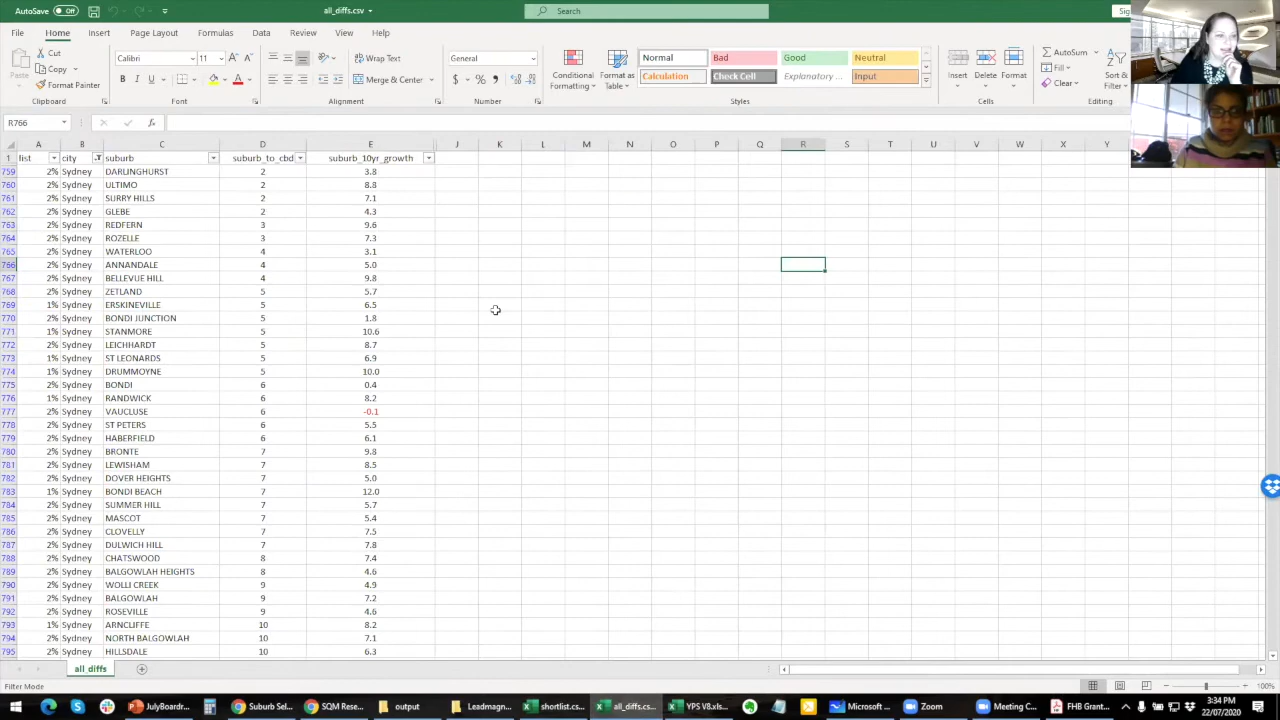 AutoSave Off all_diffs.csv Search Sig
File Home Insert Page Layout Formulas Data Review View Help
Paste Cut Copy Format Painter Clipboard
Calibri 11 B I U Font
Wrap Text Merge & Center Alignment
General $ % Number
Conditional Formatting Format as Table Normal Bad Good Neutral Calculation Check Cell Explanatory ... Input Styles
Insert Delete Format Cells
AutoSum Fill Clear Sort & Filter Editing
R766 fx
A B C D E J K L M N O P Q R S T U V W X Y
1 list city suburb suburb_to_cbd suburb_10yr_growth
759 2% Sydney DARLINGHURST 2 3.8
760 2% Sydney ULTIMO 2 8.8
761 2% Sydney SURRY HILLS 2 7.1
762 2% Sydney GLEBE 2 4.3
763 2% Sydney REDFERN 3 9.6
764 2% Sydney ROZELLE 3 7.3
765 2% Sydney WATERLOO 4 3.1
766 2% Sydney ANNANDALE 4 5.0
767 2% Sydney BELLEVUE HILL 4 9.8
768 2% Sydney ZETLAND 5 5.7
769 1% Sydney ERSKINEVILLE 5 6.5
770 2% Sydney BONDI JUNCTION 5 1.8
771 1% Sydney STANMORE 5 10.6
772 2% Sydney LEICHHARDT 5 8.7
773 1% Sydney ST LEONARDS 5 6.9
774 1% Sydney DRUMMOYNE 5 10.0
775 2% Sydney BONDI 6 0.4
776 1% Sydney RANDWICK 6 8.2
777 2% Sydney VAUCLUSE 6 -0.1
778 2% Sydney ST PETERS 6 5.5
779 2% Sydney HABERFIELD 6 6.1
780 2% Sydney BRONTE 7 9.8
781 2% Sydney LEWISHAM 7 8.5
782 2% Sydney DOVER HEIGHTS 7 5.0
783 1% Sydney BONDI BEACH 7 12.0
784 2% Sydney SUMMER HILL 7 5.7
785 2% Sydney MASCOT 7 5.4
786 2% Sydney CLOVELLY 7 7.5
787 2% Sydney DULWICH HILL 7 7.8
788 2% Sydney CHATSWOOD 8 7.4
789 2% Sydney BALGOWLAH HEIGHTS 8 4.6
790 2% Sydney WOLLI CREEK 9 4.9
791 2% Sydney BALGOWLAH 9 7.2
792 2% Sydney ROSEVILLE 9 4.6
793 1% Sydney ARNCLIFFE 10 8.2
794 2% Sydney NORTH BALGOWLAH 10 7.1
795 2% Sydney HILLSDALE 10 6.3
all_diffs
Filter Mode 100%
JulyBoardr... Suburb Sel... SQM Resea... output Leadmagn... shortlist.cs... all_diffs.cs... YPS V8.xls... Microsoft ... Zoom Meeting C... FHB Grant... 3:34 PM
22/07/2020